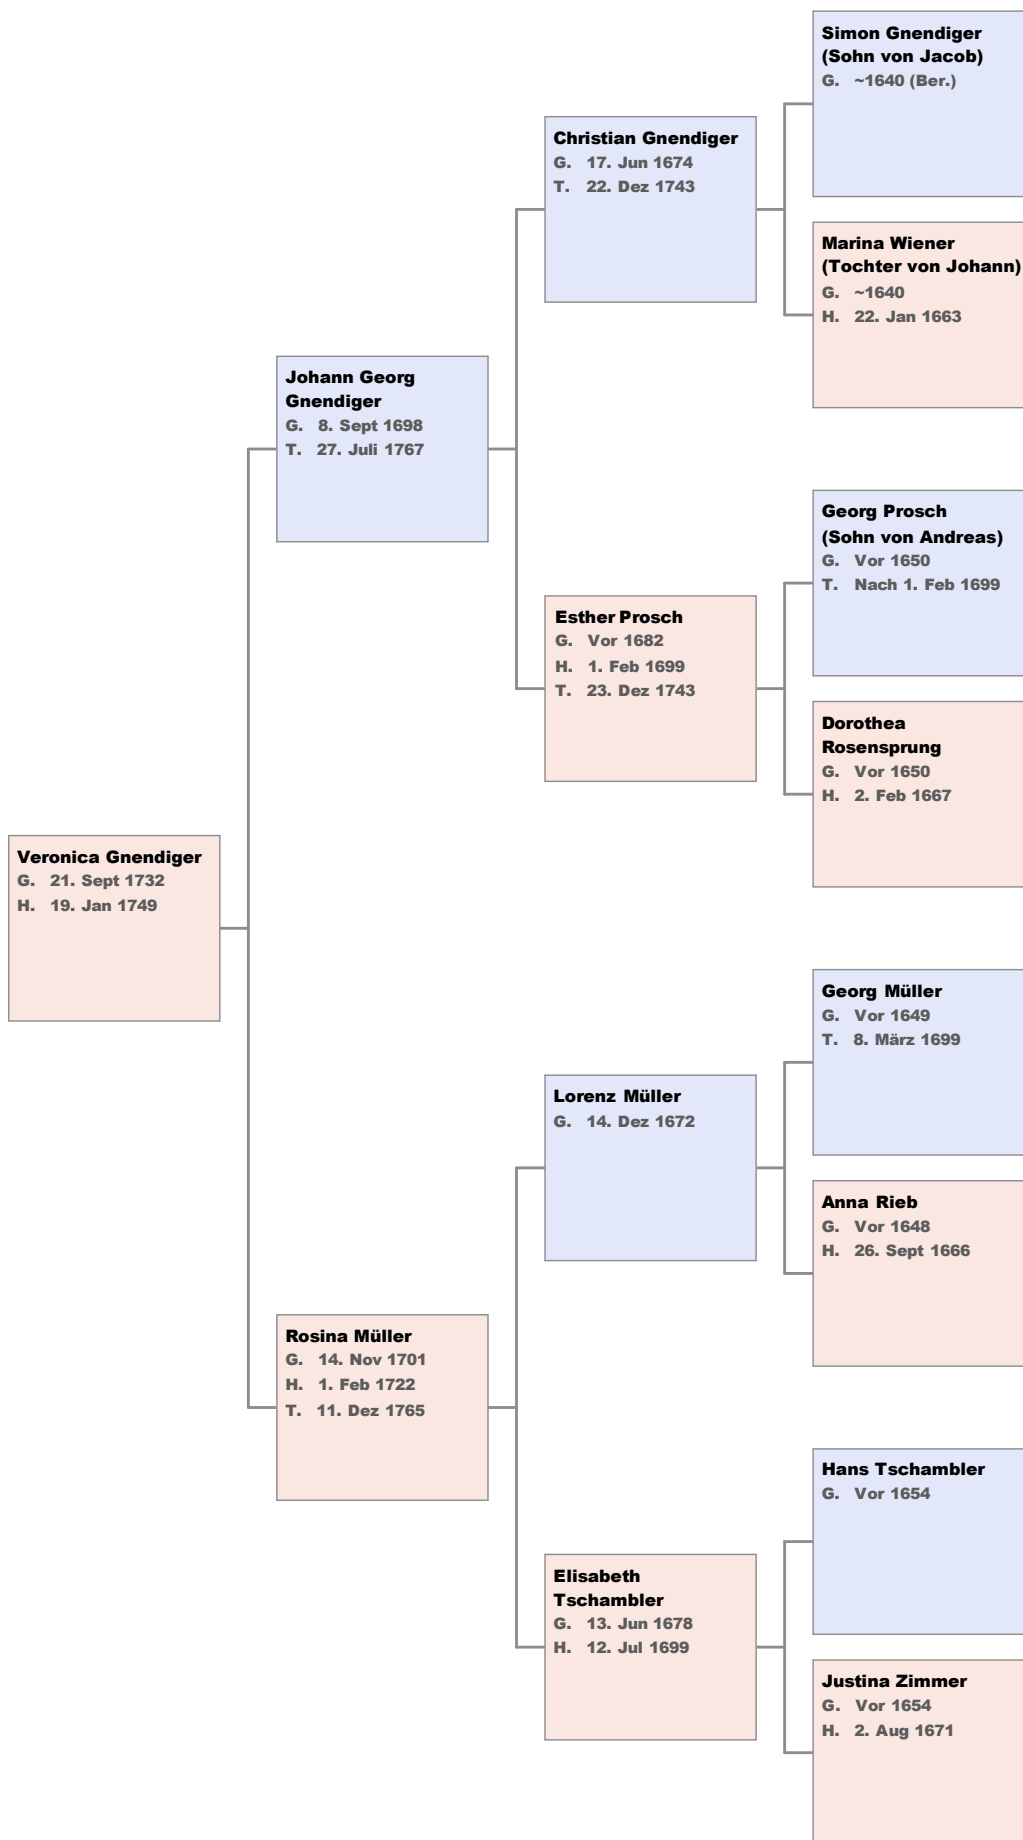 Simon Gnendiger
(Sohn von Jacob)
G. ~1640 (Ber.)
Christian Gnendiger
G. 17. Jun 1674
T. 22. Dez 1743
Marina Wiener
(Tochter von Johann)
G. ~1640
H. 22. Jan 1663
Johann Georg
Gnendiger
G. 8. Sept 1698
T. 27. Juli 1767
Georg Prosch
(Sohn von Andreas)
G. Vor 1650
T. Nach 1. Feb 1699
Esther Prosch
G. Vor 1682
H. 1. Feb 1699
T. 23. Dez 1743
Dorothea
Rosensprung
G. Vor 1650
H. 2. Feb 1667
Veronica Gnendiger
G. 21. Sept 1732
H. 19. Jan 1749
Georg Müller
G. Vor 1649
T. 8. März 1699
Lorenz Müller
G. 14. Dez 1672
Anna Rieb
G. Vor 1648
H. 26. Sept 1666
Rosina Müller
G. 14. Nov 1701
H. 1. Feb 1722
T. 11. Dez 1765
Hans Tschambler
G. Vor 1654
Elisabeth
Tschambler
G. 13. Jun 1678
H. 12. Jul 1699
Justina Zimmer
G. Vor 1654
H. 2. Aug 1671